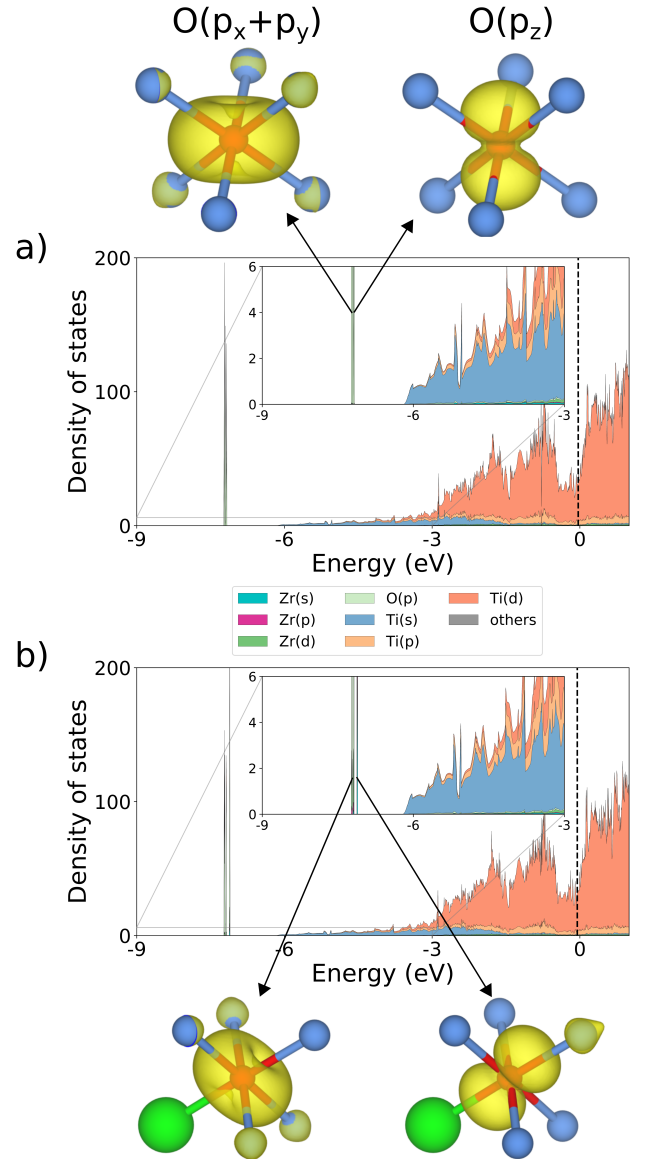 O(px+py) O(pz)
a)
Density of states
200
100
0
6
4
2
0
-9 -6 -3
-9 -6 -3 0
Energy (eV)
Zr(s) O(p) Ti(d)
Zr(p) Ti(s) others
Zr(d) Ti(p)
b)
Density of states
200
100
0
6
4
2
0
-9 -6 -3
-9 -6 -3 0
Energy (eV)